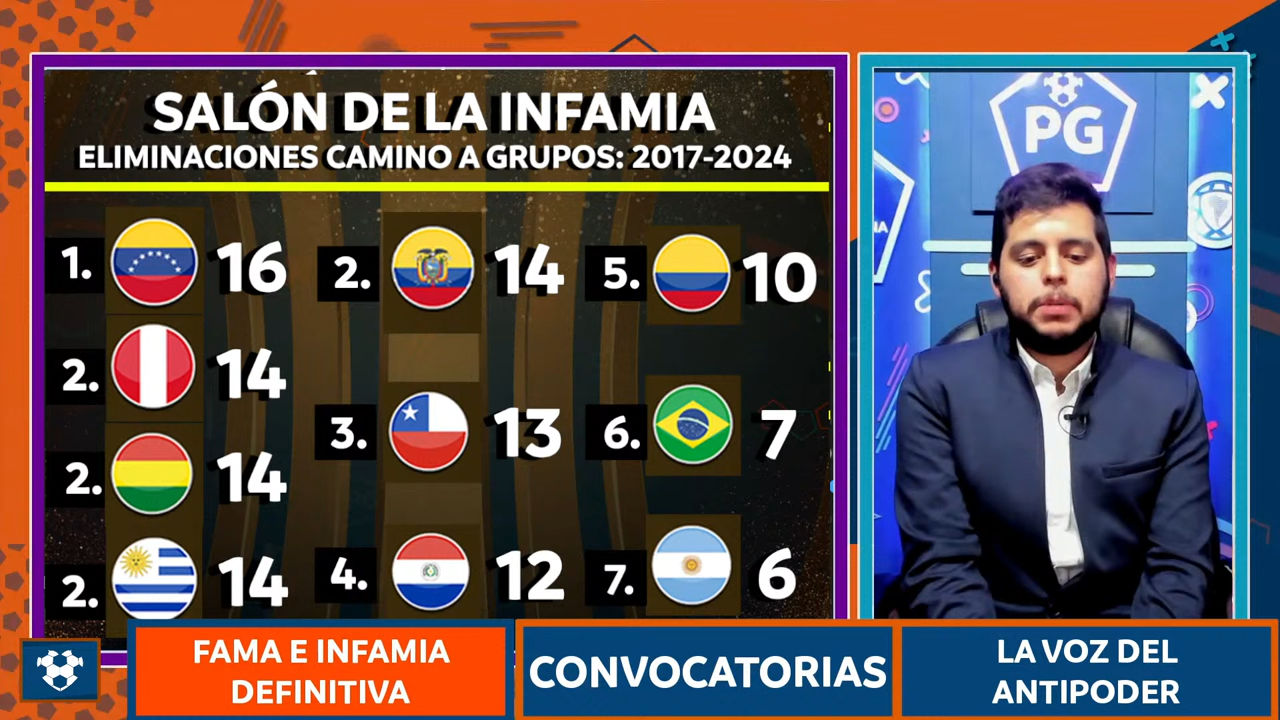 SALÓN DE LA INFAMIA
ELIMINACIONES CAMINO A GRUPOS: 2017-2024
1. 16
2. 14
2. 14
2. 14
2. 14
3. 13
4. 12
5. 10
6. 7
7. 6
PG
FAMA E INFAMIA
DEFINITIVA
CONVOCATORIAS
LA VOZ DEL
ANTIPODER